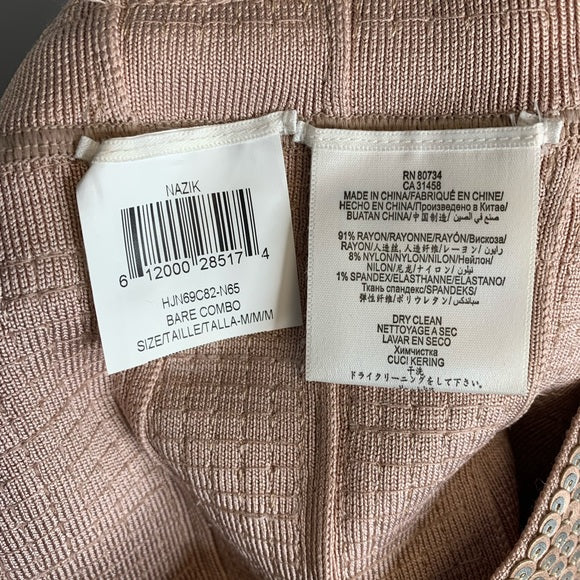 NAZIK
6 12000 28517 4
HJN69C82-N65
BARE COMBO
SIZE/TAILLE/TALLA-M/M/M
RN 80734
CA 31458
MADE IN CHINA/FABRIQUÉ EN CHINE/
HECHO EN CHINA/Произведено в Китае/
BUATAN CHINA/中国制造/ صنع في الصين
91% RAYON/RAYONNE/RAYÓN/Вискоза/
RAYON/人造丝, 人造纤维/レーヨン/ رايون
8% NYLON/NYLON/NILON/Нейлон/
NILON/尼龙/ナイロン/ نيلون
1% SPANDEX/ELASTHANNE/ELASTANO/
Ткань спандекс/SPANDEKS/
弹性纤维/ポリウレタン/ سباندكس
DRY CLEAN
NETTOYAGE A SEC
LAVAR EN SECO
Химчистка
CUCI KERING
干洗
ドライクリーニングをして下さい。